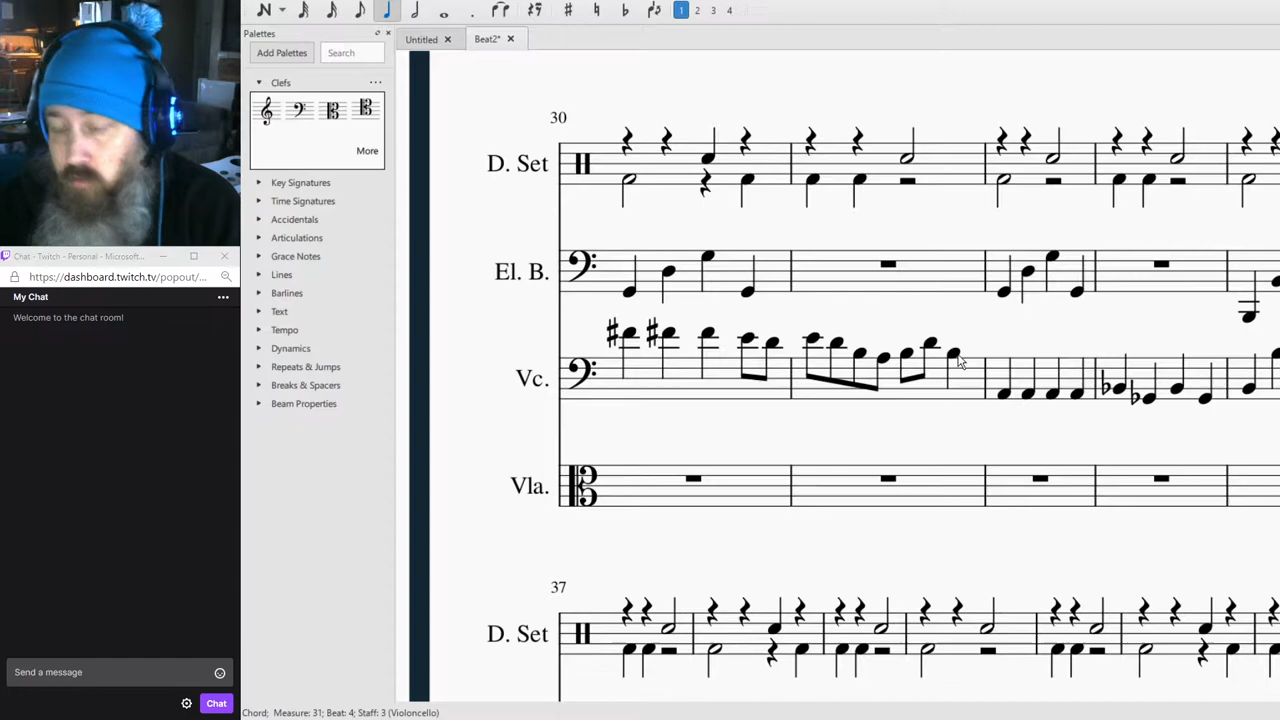 1 2 3 4
Palettes
Untitled
Beat2*
Add Palettes
Search
Clefs
More
Key Signatures
Time Signatures
Accidentals
Articulations
Grace Notes
Lines
Barlines
Text
Tempo
Dynamics
Repeats & Jumps
Breaks & Spacers
Beam Properties
Chat - Twitch - Personal - Microsoft...
https://dashboard.twitch.tv/popout/...
My Chat
Welcome to the chat room!
Send a message
Chat
30
D. Set
El. B.
Vc.
Vla.
37
D. Set
Chord; Measure: 31; Beat: 4; Staff: 3 (Violoncello)